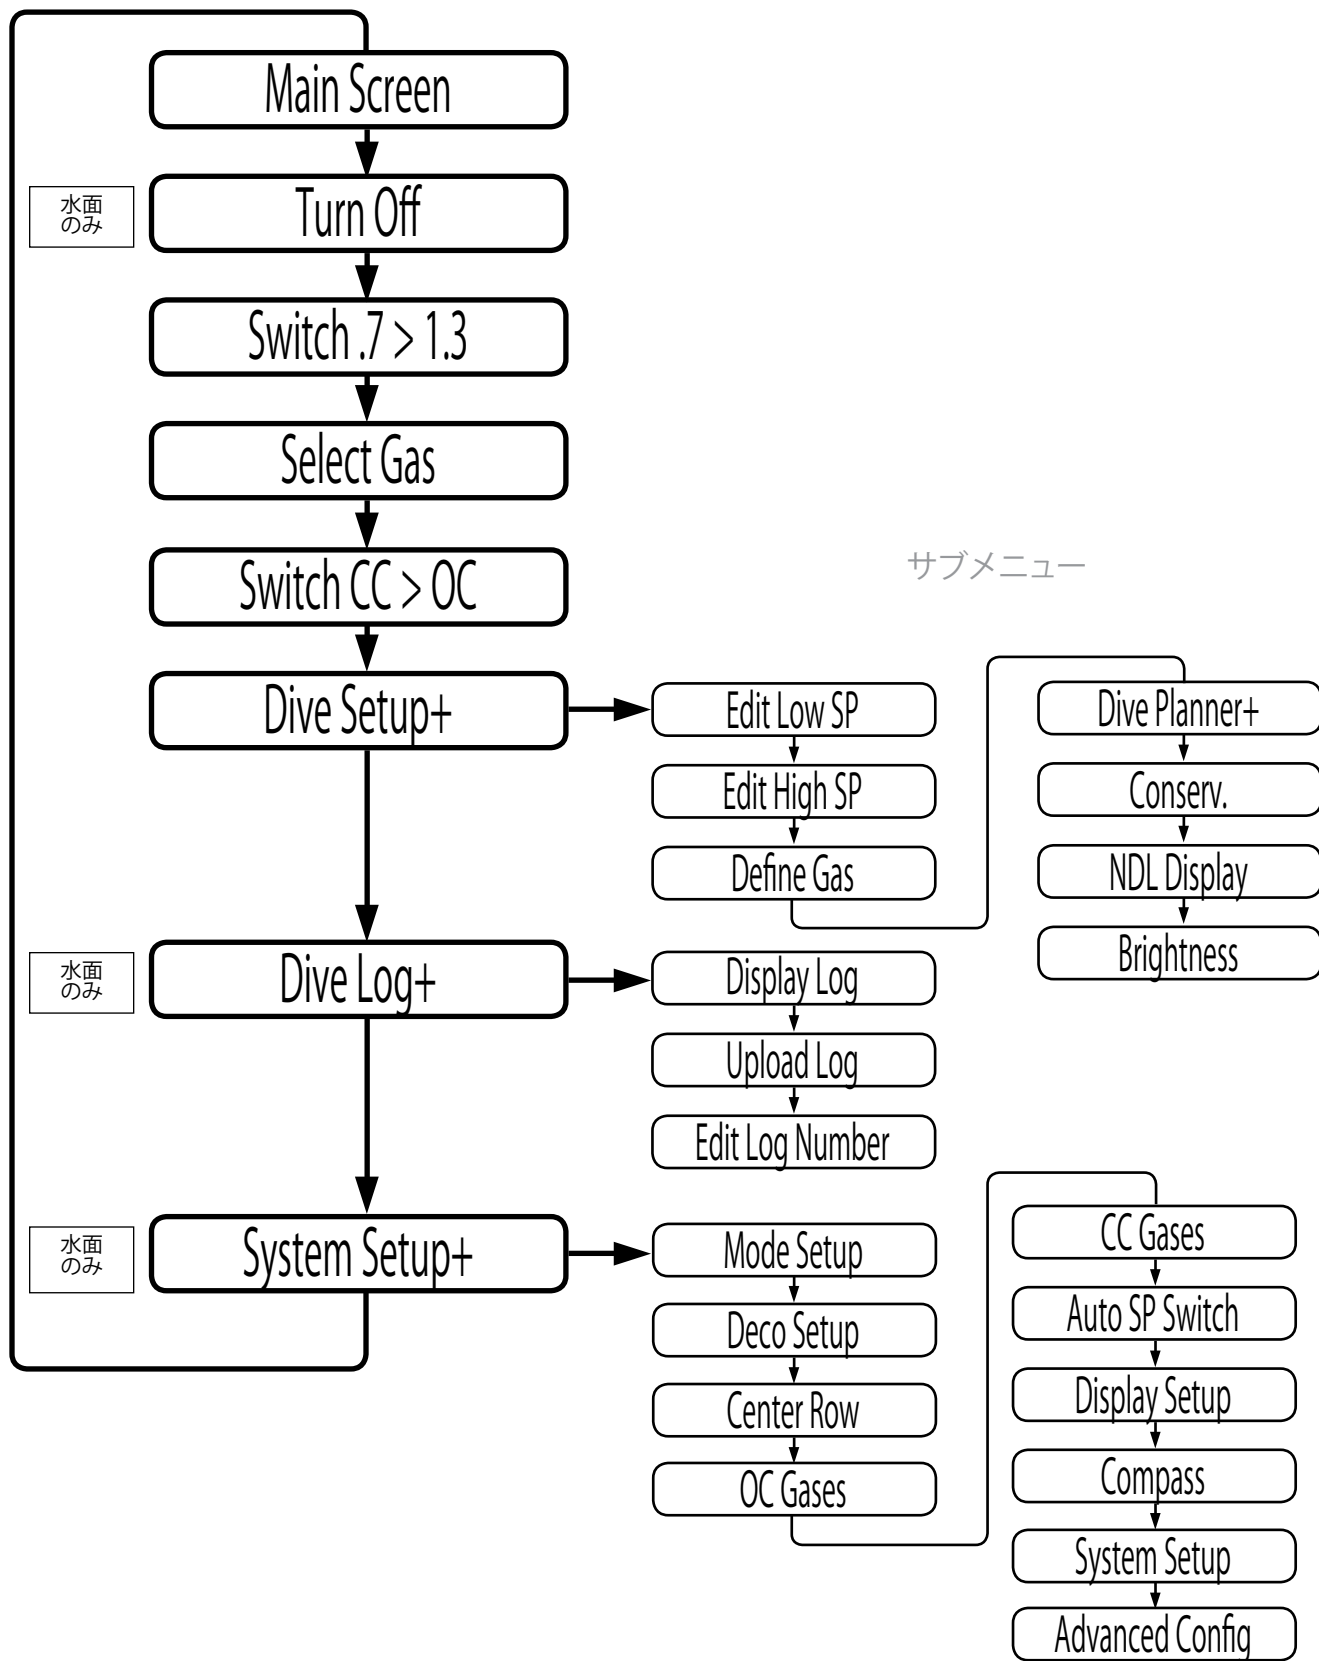 Main Screen
水面
のみ
Turn Off
Switch .7 > 1.3
Select Gas
Switch CC > OC
サブメニュー
Dive Setup+
Edit Low SP
Edit High SP
Define Gas
Dive Planner+
Conserv.
NDL Display
Brightness
水面
のみ
Dive Log+
Display Log
Upload Log
Edit Log Number
水面
のみ
System Setup+
Mode Setup
Deco Setup
Center Row
OC Gases
CC Gases
Auto SP Switch
Display Setup
Compass
System Setup
Advanced Config